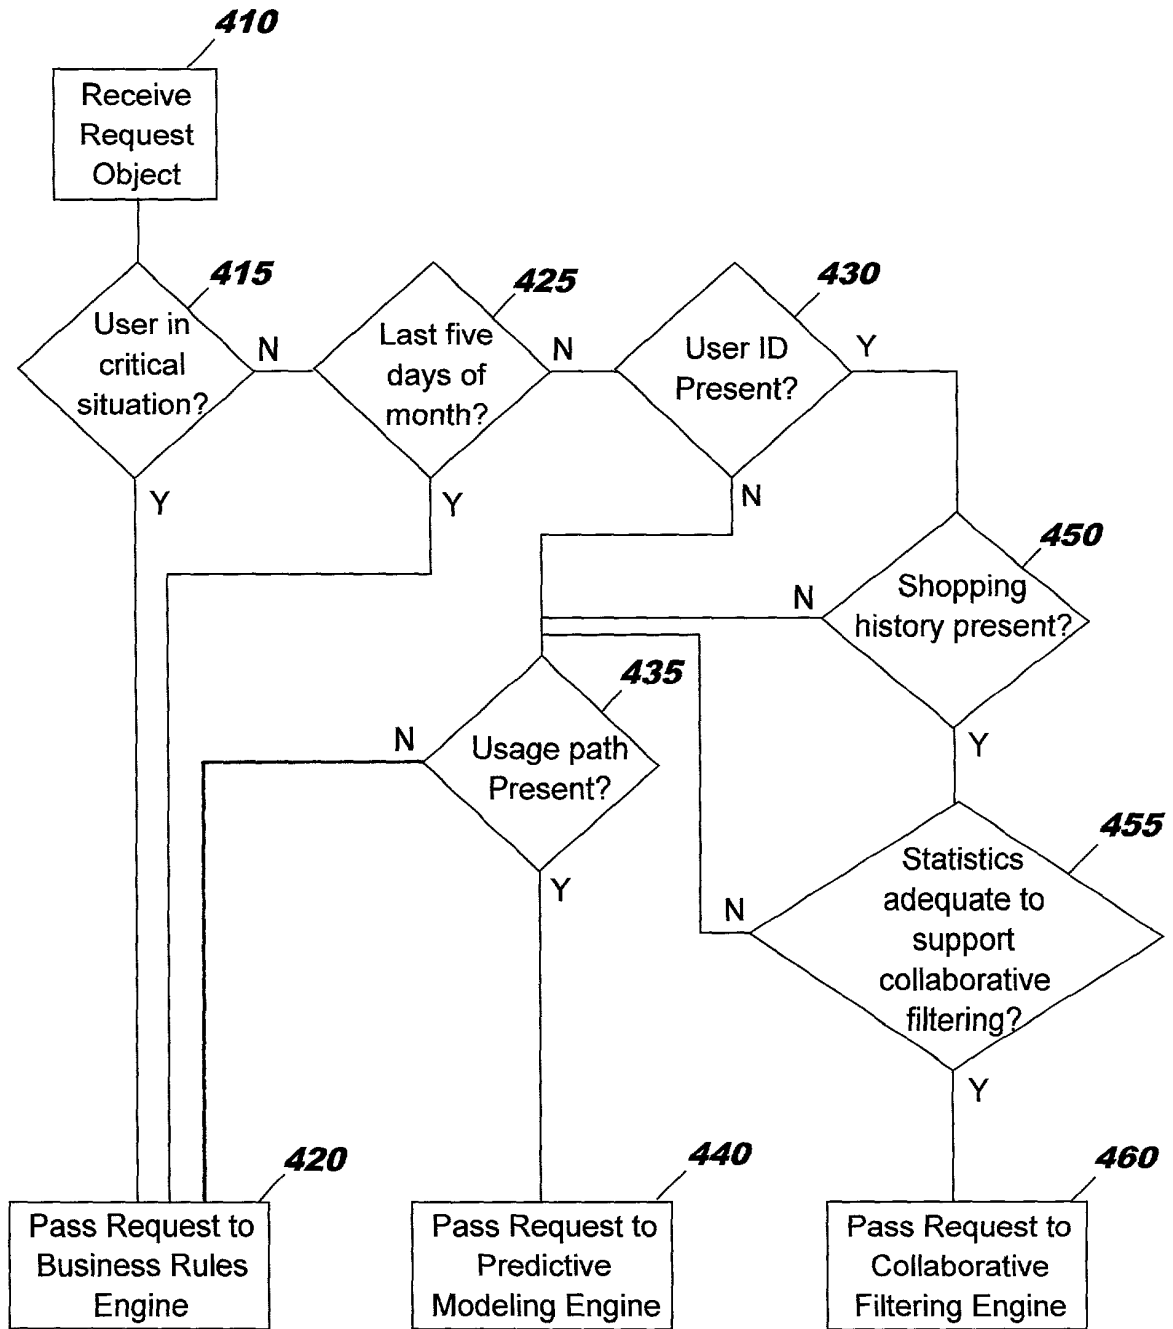 410
Receive
Request
Object
415
User in
critical
situation?
N
Y
425
Last five
days of
month?
N
Y
430
User ID
Present?
Y
N
450
Shopping
history present?
N
Y
435
Usage path
Present?
N
Y
455
Statistics
adequate to
support
collaborative
filtering?
N
Y
420
Pass Request to
Business Rules
Engine
440
Pass Request to
Predictive
Modeling Engine
460
Pass Request to
Collaborative
Filtering Engine